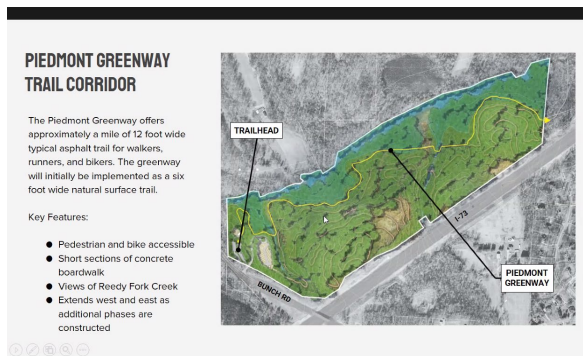 PIEDMONT GREENWAY
TRAIL CORRIDOR
The Piedmont Greenway offers
approximately a mile of 12 foot wide
typical asphalt trail for walkers,
runners, and bikers. The greenway
will initially be implemented as a six
foot wide natural surface trail.
Key Features:
● Pedestrian and bike accessible
● Short sections of concrete
boardwalk
● Views of Reedy Fork Creek
● Extends west and east as
additional phases are
constructed
TRAILHEAD
I-73
PIEDMONT
GREENWAY
BUNCH RD